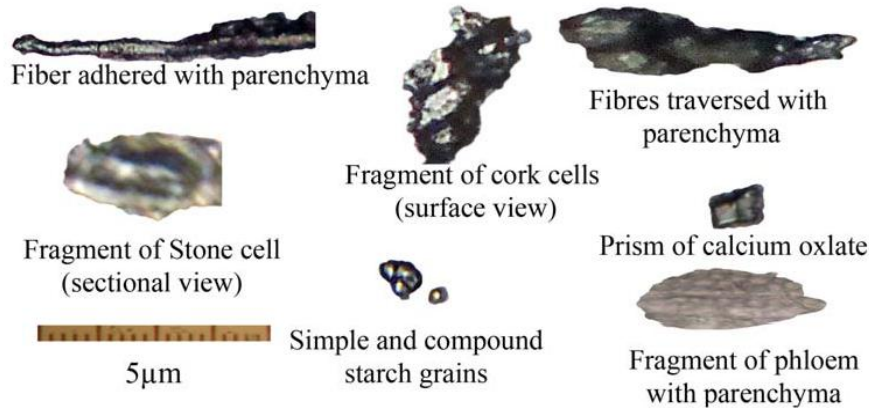 Fiber adhered with parenchyma
Fibres traversed with
parenchyma
Fragment of cork cells
(surface view)
Fragment of Stone cell
(sectional view)
Prism of calcium oxlate
Simple and compound
starch grains
5µm
Fragment of phloem
with parenchyma